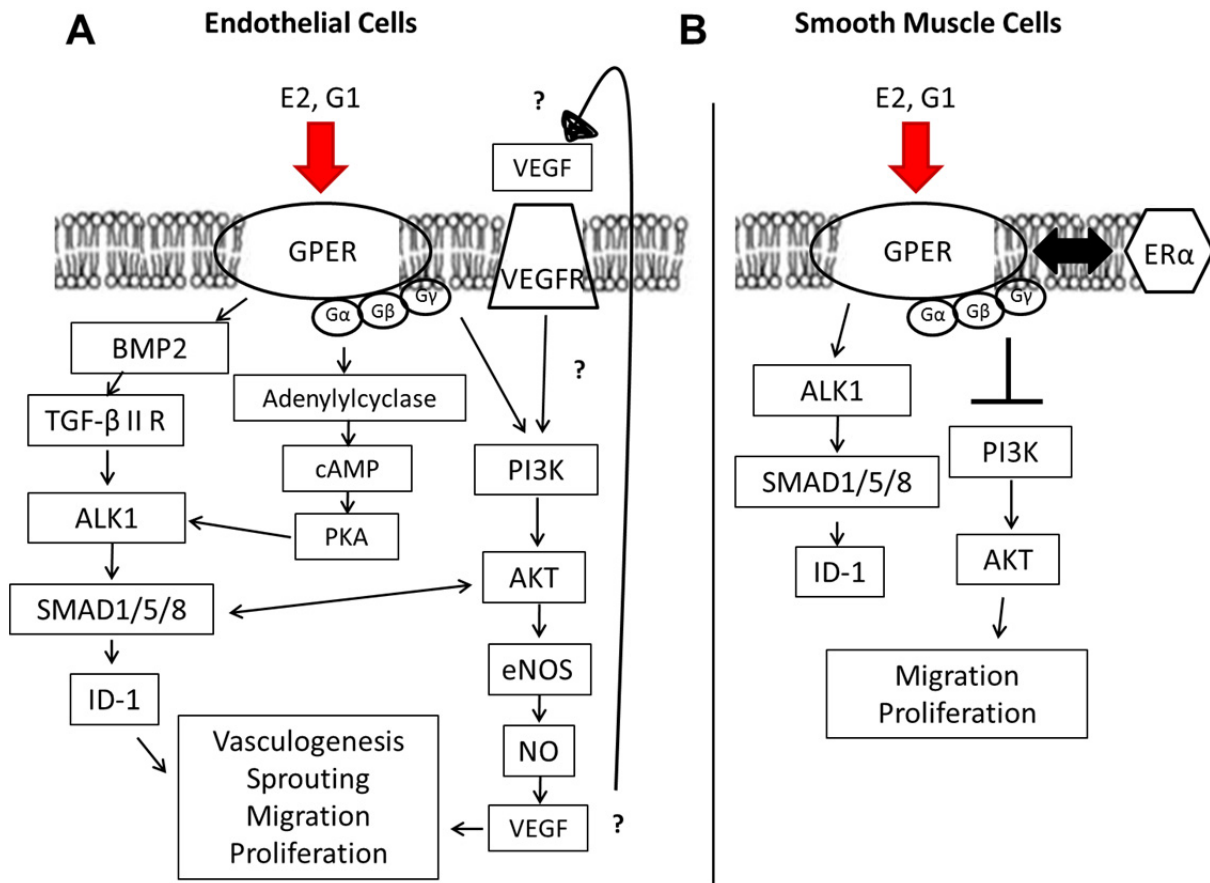 A
Endothelial Cells
E2, G1
?
VEGF
GPER
VEGFR
Gα
Gβ
Gγ
BMP2
?
Adenylylcyclase
TGF-β II R
cAMP
PI3K
ALK1
PKA
AKT
SMAD1/5/8
eNOS
ID-1
NO
Vasculogenesis
Sprouting
Migration
Proliferation
VEGF
?
B
Smooth Muscle Cells
E2, G1
GPER
ERα
Gα
Gβ
Gγ
ALK1
PI3K
SMAD1/5/8
AKT
ID-1
Migration
Proliferation